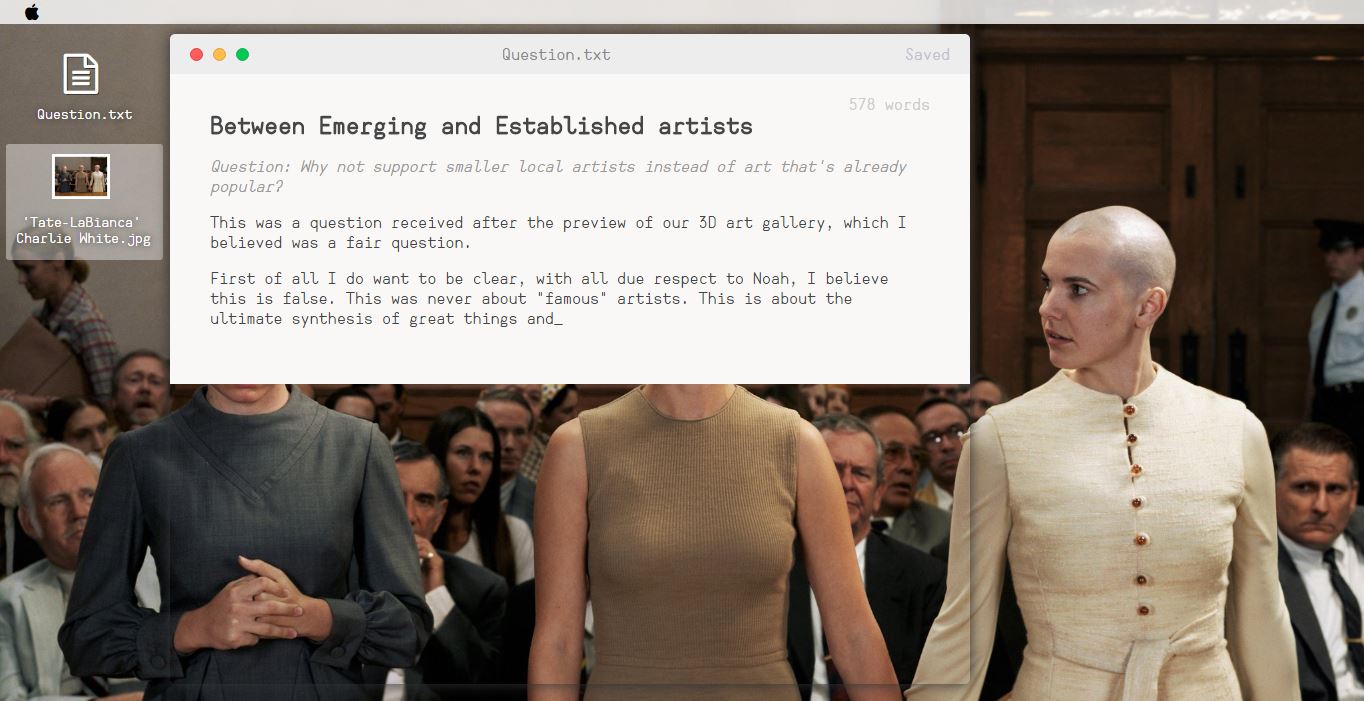 Question.txt
Saved
Question.txt
578 words
Between Emerging and Established artists
Question: Why not support smaller local artists instead of art that's already
popular?
This was a question received after the preview of our 3D art gallery, which I
believed was a fair question.
First of all I do want to be clear, with all due respect to Noah, I believe
this is false. This was never about "famous" artists. This is about the
ultimate synthesis of great things and_
'Tate-LaBianca'
Charlie White.jpg